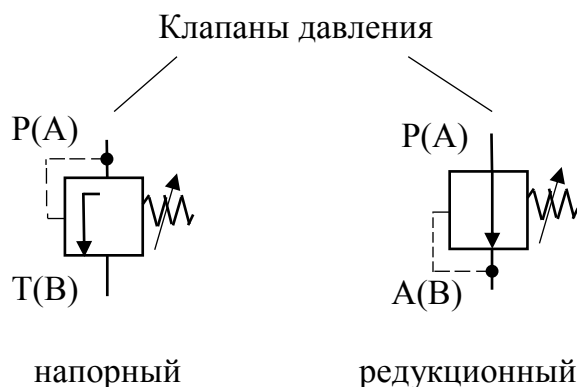 Клапаны давления
P(A)
P(A)
T(B)
A(B)
напорный
редукционный